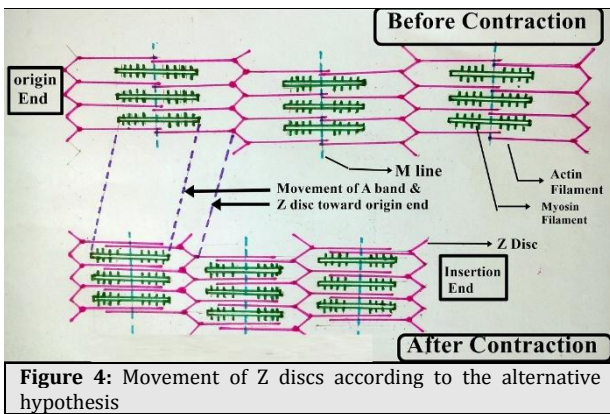 Before Contraction
origin
End
M line
Movement of A band &
Z disc toward origin end
Actin
Filament
Myosin
Filament
Z Disc
Insertion
End
After Contraction
Figure 4: Movement of Z discs according to the alternative
hypothesis